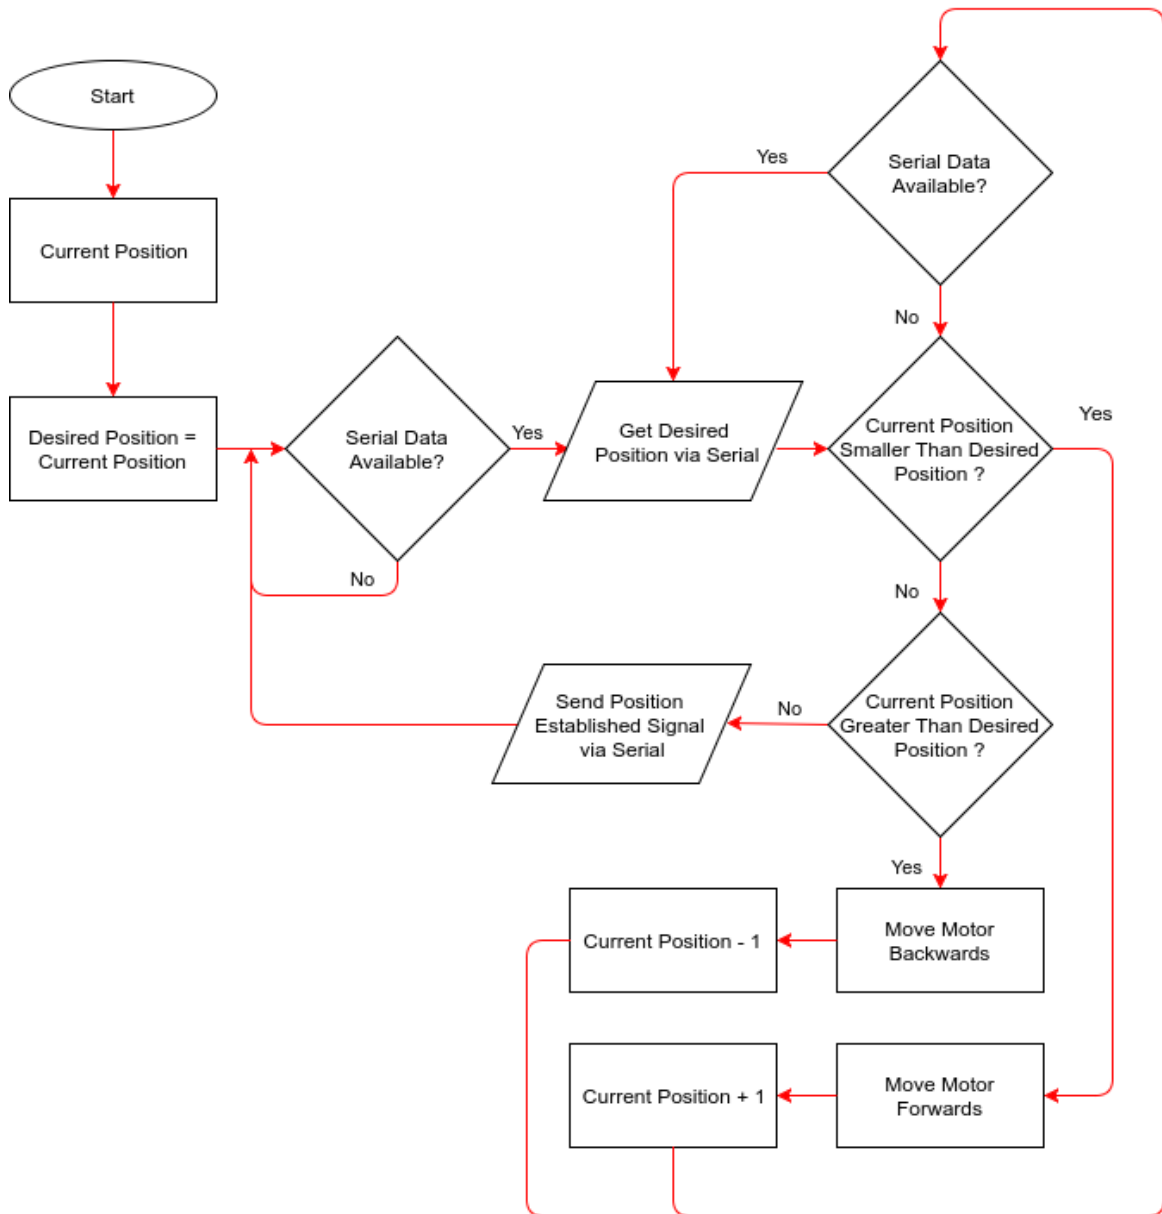 Start
Current Position
Desired Position =
Current Position
Serial Data
Available?
No
Yes
Get Desired
Position via Serial
Serial Data
Available?
Yes
No
Current Position
Smaller Than Desired
Position ?
Yes
No
Current Position
Greater Than Desired
Position ?
No
Send Position
Established Signal
via Serial
Yes
Move Motor
Backwards
Current Position - 1
Move Motor
Forwards
Current Position + 1